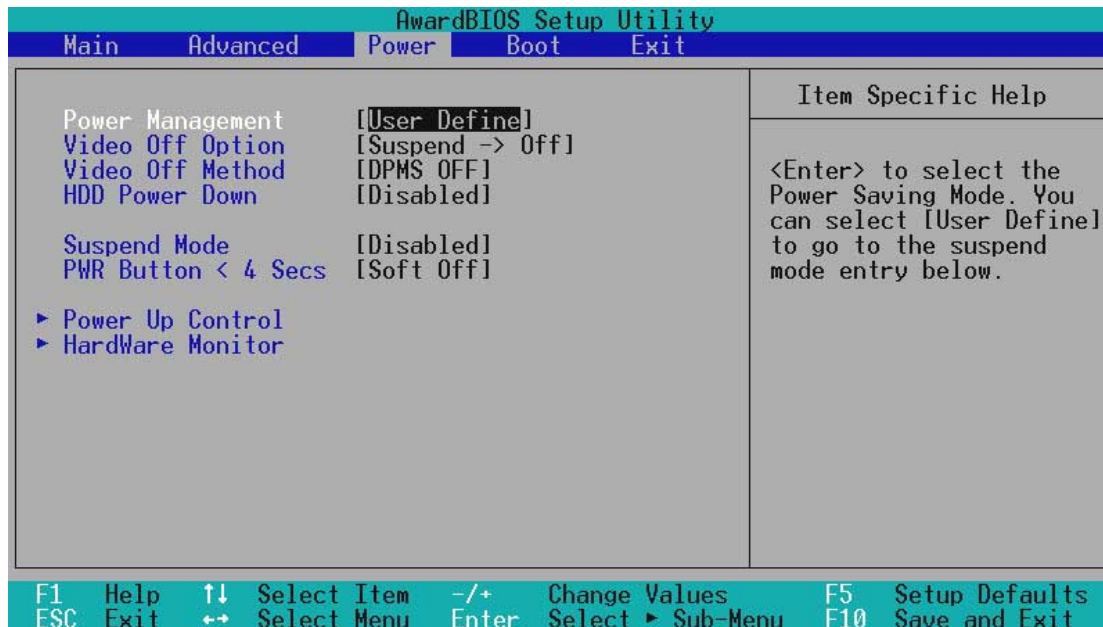 AwardBIOS Setup Utility
Main Advanced Power Boot Exit
Power Management [User Define]
Video Off Option [Suspend -> Off]
Video Off Method [DPMS OFF]
HDD Power Down [Disabled]
Suspend Mode [Disabled]
PWR Button < 4 Secs [Soft Off]
► Power Up Control
► HardWare Monitor
Item Specific Help
<Enter> to select the
Power Saving Mode. You
can select [User Define]
to go to the suspend
mode entry below.
F1 Help ↑↓ Select Item -/+ Change Values F5 Setup Defaults
ESC Exit ←→ Select Menu Enter Select ► Sub-Menu F10 Save and Exit